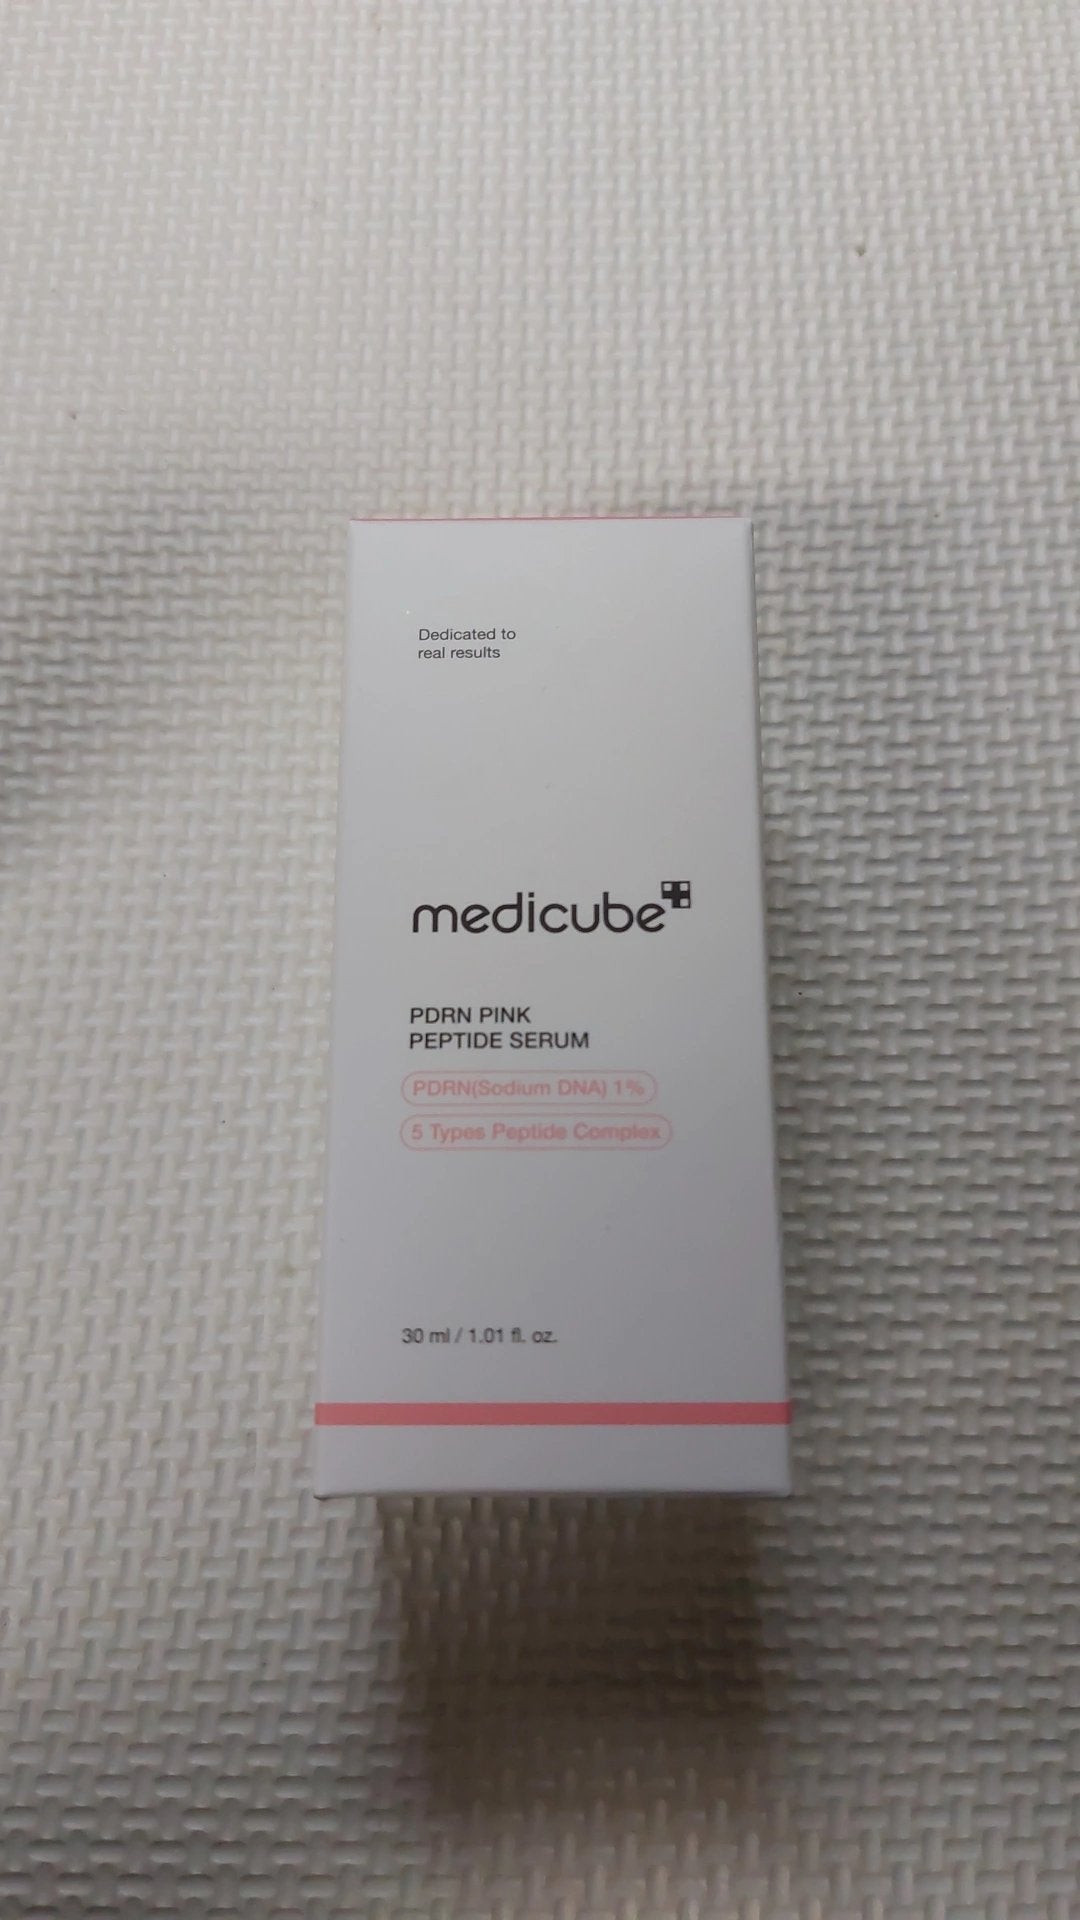 Dedicated to
real results
medicube
PDRN PINK
PEPTIDE SERUM
PDRN(Sodium DNA) 1%
5 Types Peptide Complex
30 ml / 1.01 fl. oz.